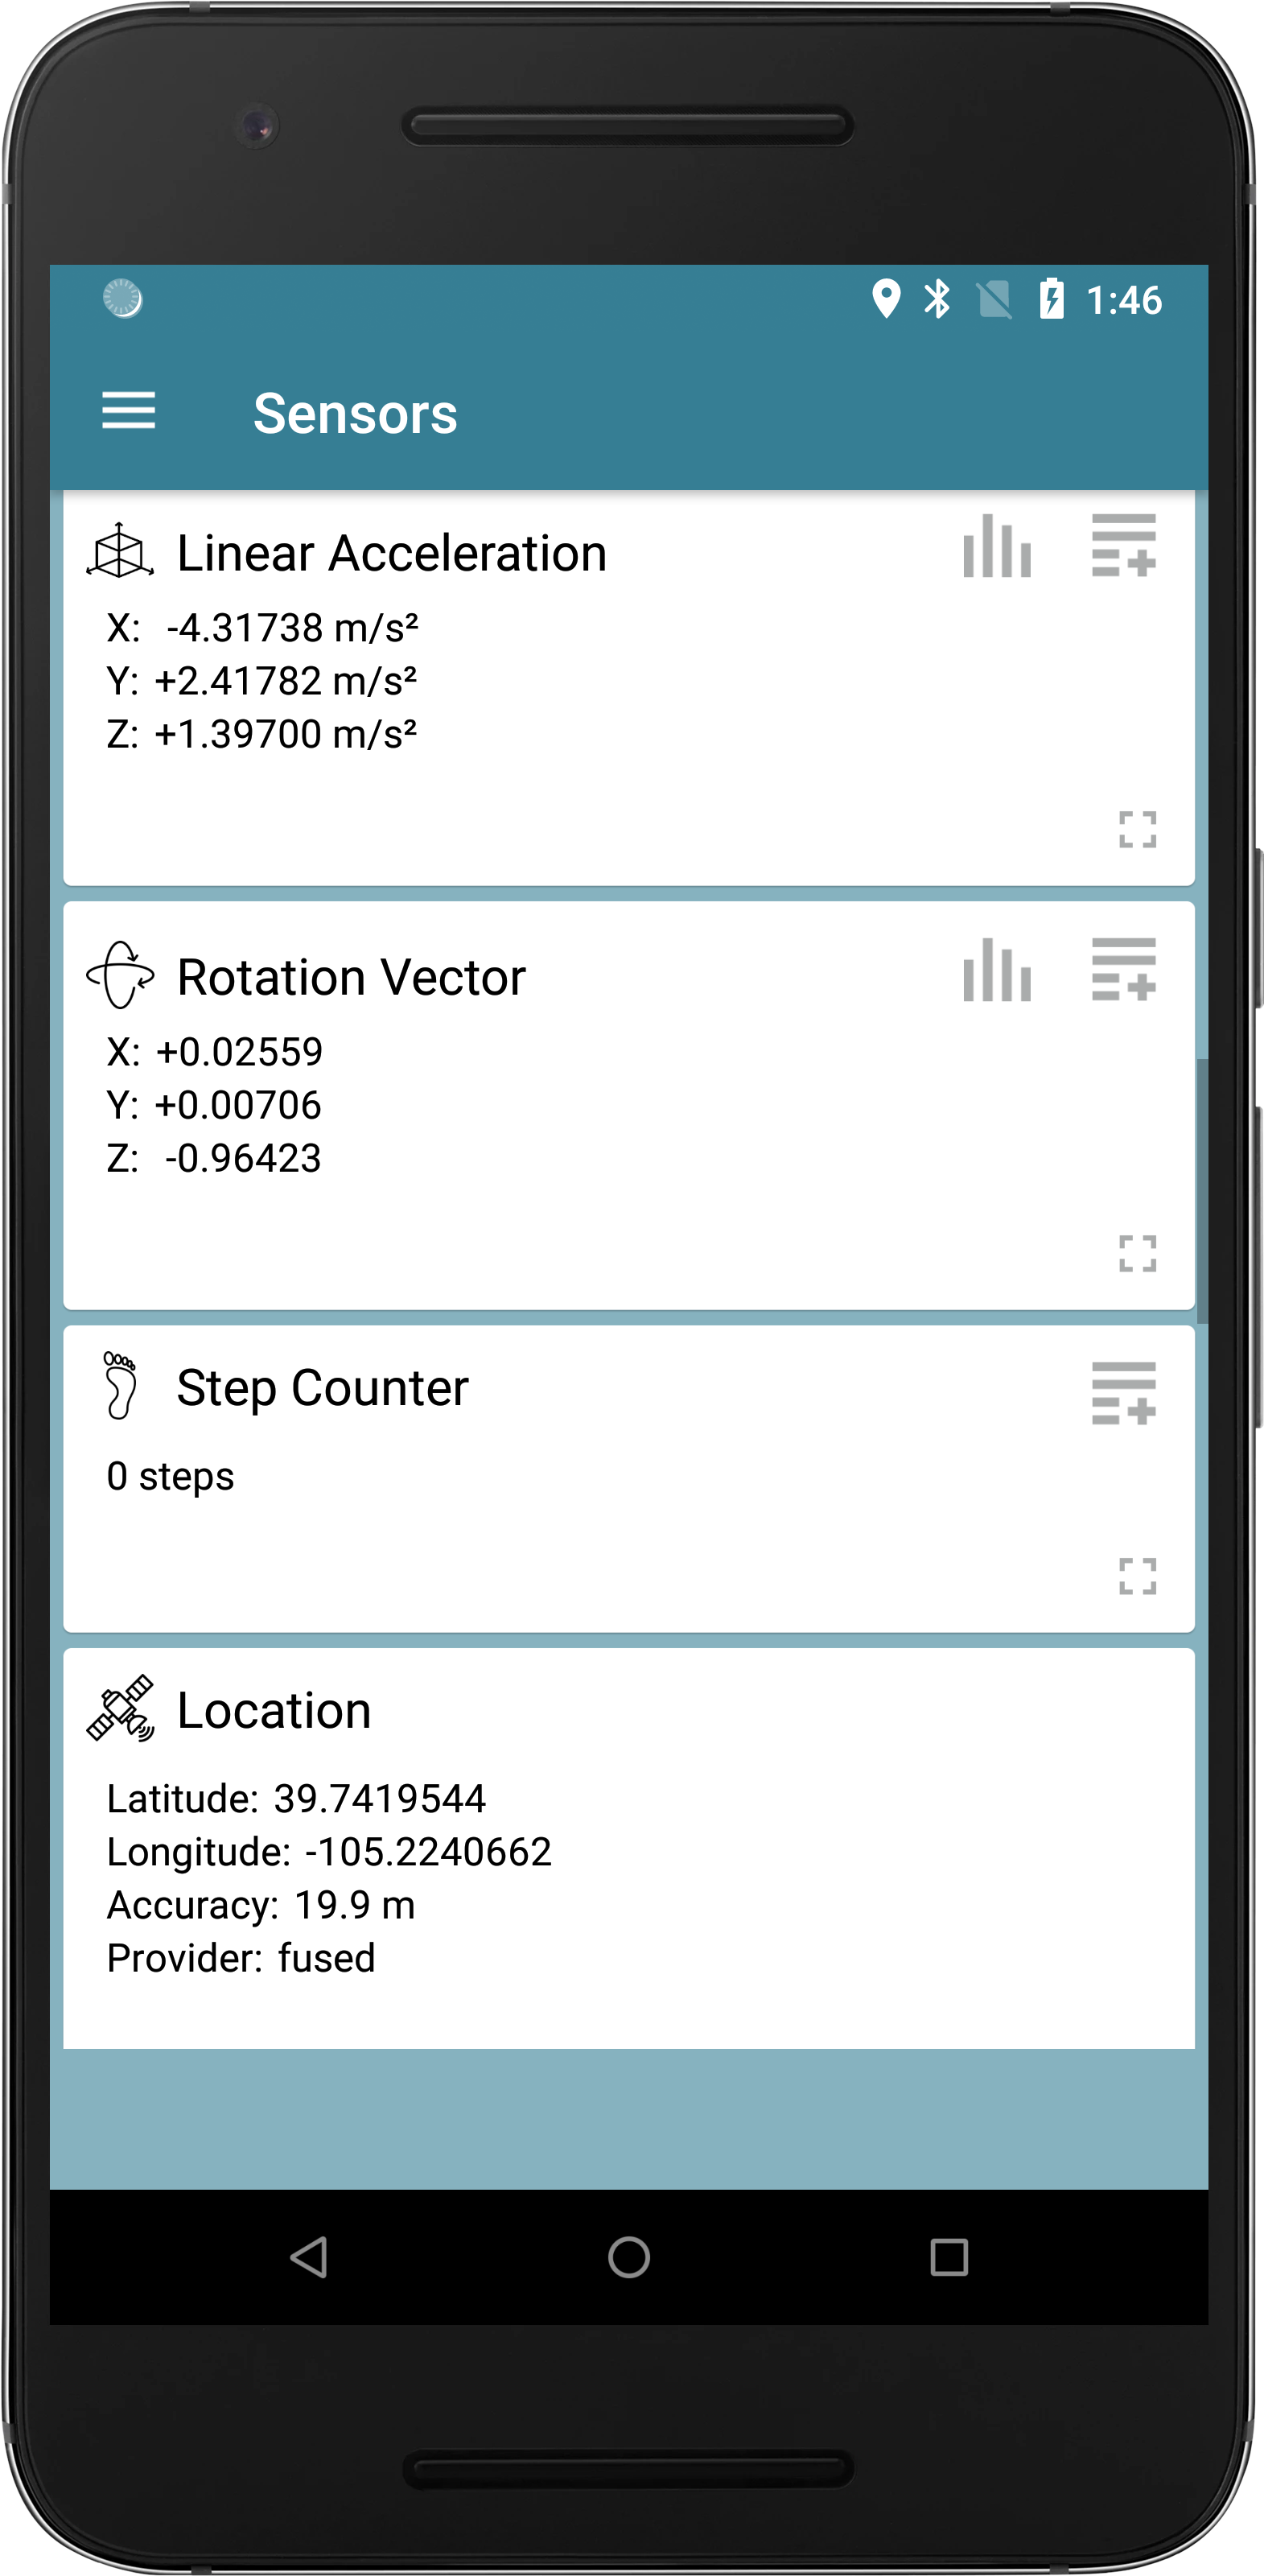 1:46
Sensors
Linear Acceleration
X: -4.31738 m/s²
Y: +2.41782 m/s²
Z: +1.39700 m/s²
Rotation Vector
X: +0.02559
Y: +0.00706
Z: -0.96423
Step Counter
0 steps
Location
Latitude: 39.7419544
Longitude: -105.2240662
Accuracy: 19.9 m
Provider: fused